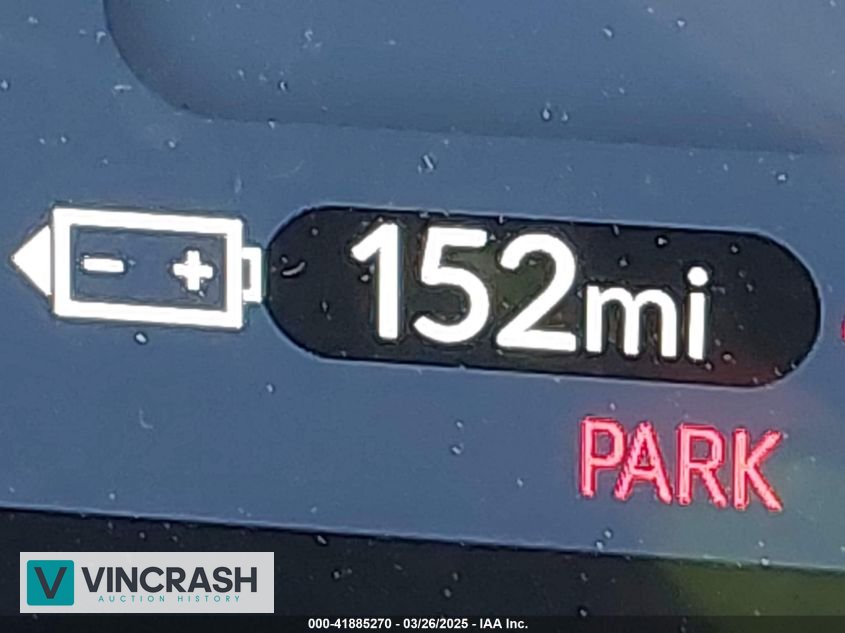 - +
152mi
PARK
V VINCRASH
AUCTION HISTORY
000-41885270 - 03/26/2025 - IAA Inc.